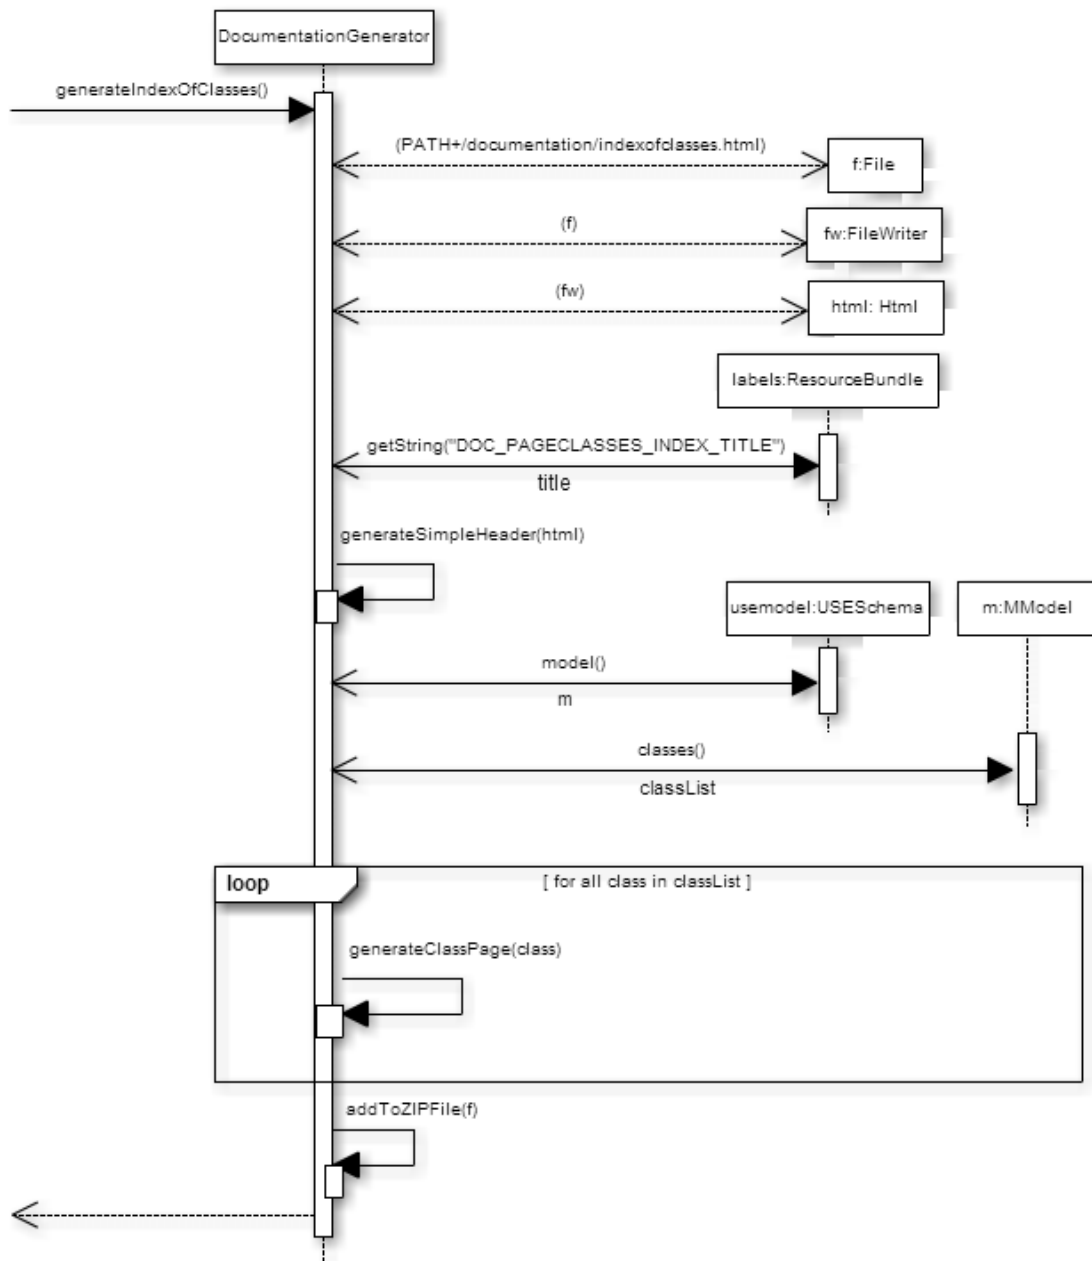 DocumentationGenerator
generateIndexOfClasses()
(PATH+/documentation/indexofclasses.html)
f:File
(f)
fw:FileWriter
(fw)
html: Html
labels:ResourceBundle
getString("DOC_PAGECLASSES_INDEX_TITLE")
title
generateSimpleHeader(html)
usemodel:USESchema
m:MModel
model()
m
classes()
classList
loop
[ for all class in classList ]
generateClassPage(class)
addToZIPFile(f)